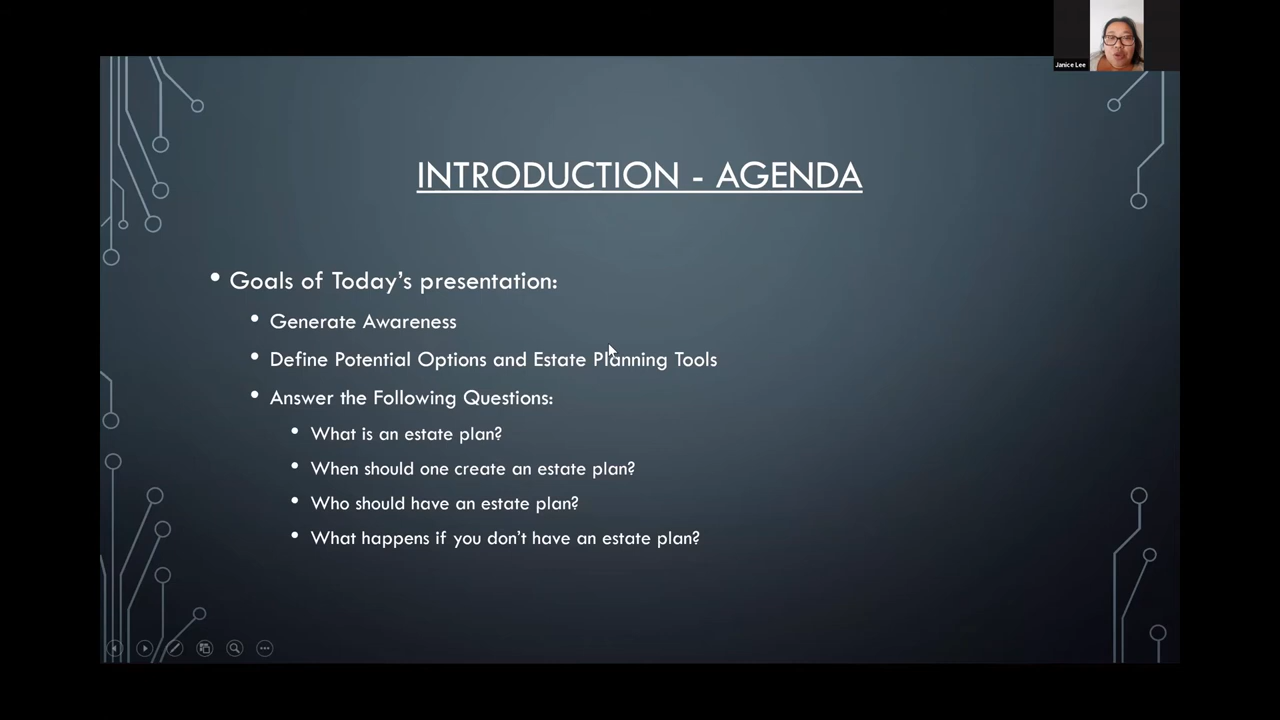 Janice Lee
INTRODUCTION - AGENDA
• Goals of Today's presentation:
• Generate Awareness
• Define Potential Options and Estate Planning Tools
• Answer the Following Questions:
• What is an estate plan?
• When should one create an estate plan?
• Who should have an estate plan?
• What happens if you don't have an estate plan?